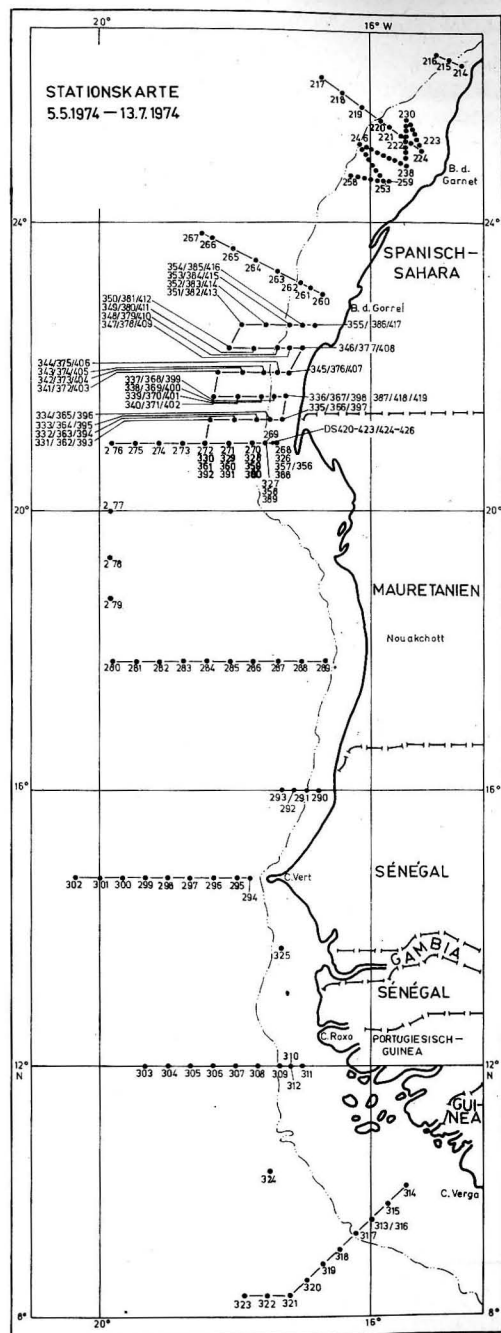 20° 16° W
STATIONSKARTE
5.5.1974 — 13.7.1974
217
218
219
216
215
214
220
221
222
230
223
224
246
238
258
253
259
B. d.
Garnet
24° 24°
267
266
265
264
263
262
261
260
SPANISCH-
SAHARA
354/385/416
353/384/415
352/383/414
351/382/413
B. d. Gorrei
355/386/417
350/381/412
349/380/411
348/379/410
347/378/409
346/377/408
344/375/406
343/374/405
342/373/404
341/372/403
345/376/407
337/368/399
338/369/400
339/370/401
340/371/402
336/367/398 387/418/419
335/366/397
334/365/396
333/364/395
332/363/394
331/362/393
269
DS420-423/424-426
276 275 274 273 272 271 270 268
330 329 328 326
361 360 359 357/356
392 391
327
358
389
277
20° 20°
278
279
MAURETANIEN
Nouakchott
280 281 282 283 284 285 266 287 288 289
16° 16°
293 291 290
292
SÉNÉGAL
C.Vert
302 301 300 299 298 297 296 295
294
325
GAMBIA
SÉNÉGAL
C.Roxo
PORTUGIESISCH-
GUINEA
310
12° 12°
N N
303 304 305 306 307 308 309 311
312
GUI-
NEA
324
C. Verga
314
315
313/316
317
318
319
320
323 322 321
8° 8°
20° 16°